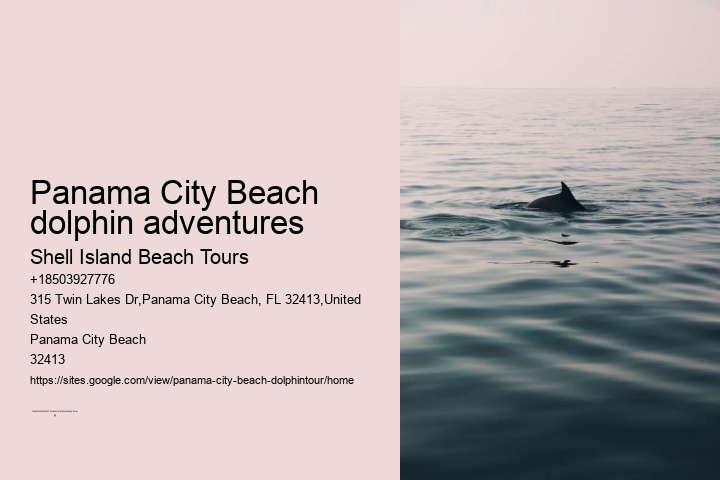 Panama City Beach
dolphin adventures
Shell Island Beach Tours
+18503927776
315 Twin Lakes Dr,Panama City Beach, FL 32413,United
States
Panama City Beach
32413
https://sites.google.com/view/panama-city-beach-dolphintour/home